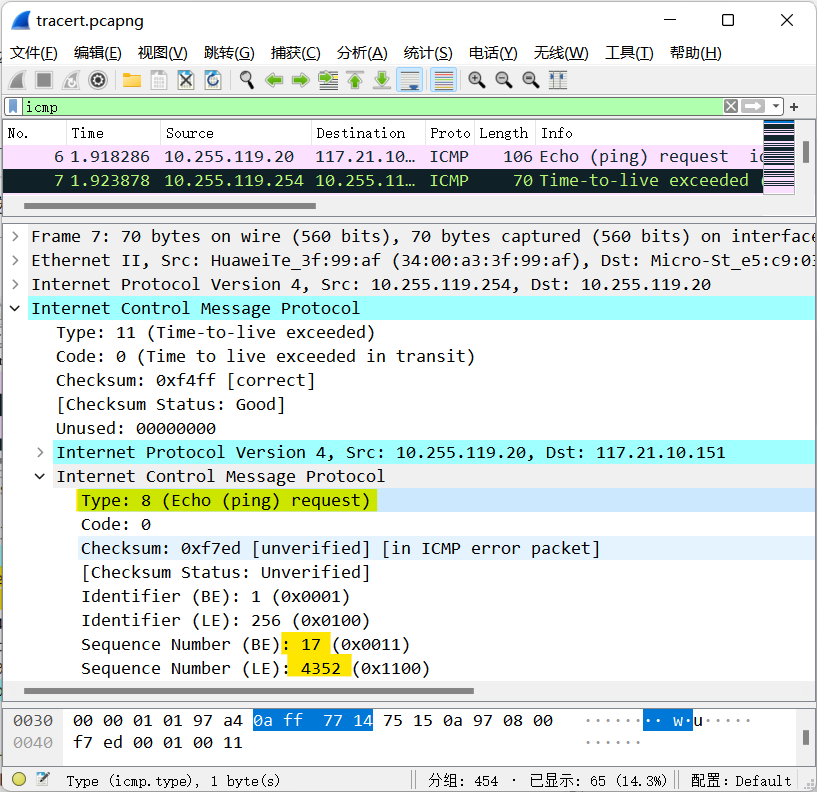 tracert.pcapng
文件(F) 编辑(E) 视图(V) 跳转(G) 捕获(C) 分析(A) 统计(S) 电话(Y) 无线(W) 工具(T) 帮助(H)
icmp
No. Time Source Destination Proto Length Info
6 1.918286 10.255.119.20 117.21.10… ICMP 106 Echo (ping) request
7 1.923878 10.255.119.254 10.255.11… ICMP 70 Time-to-live exceeded
Frame 7: 70 bytes on wire (560 bits), 70 bytes captured (560 bits) on interface
Ethernet II, Src: HuaweiTe_3f:99:af (34:00:a3:3f:99:af), Dst: Micro-St_e5:c9:03
Internet Protocol Version 4, Src: 10.255.119.254, Dst: 10.255.119.20
Internet Control Message Protocol
Type: 11 (Time-to-live exceeded)
Code: 0 (Time to live exceeded in transit)
Checksum: 0xf4ff [correct]
[Checksum Status: Good]
Unused: 00000000
Internet Protocol Version 4, Src: 10.255.119.20, Dst: 117.21.10.151
Internet Control Message Protocol
Type: 8 (Echo (ping) request)
Code: 0
Checksum: 0xf7ed [unverified] [in ICMP error packet]
[Checksum Status: Unverified]
Identifier (BE): 1 (0x0001)
Identifier (LE): 256 (0x0100)
Sequence Number (BE): 17 (0x0011)
Sequence Number (LE): 4352 (0x1100)
0030 00 00 01 01 97 a4 0a ff 77 14 75 15 0a 97 08 00 ········w·u·····
0040 f7 ed 00 01 00 11 ······
Type (icmp.type), 1 byte(s) 分组: 454 · 已显示: 65 (14.3%) 配置: Default